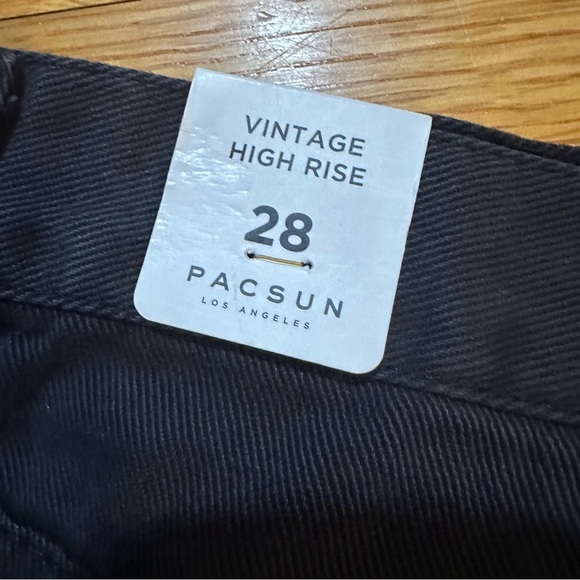 VINTAGE
HIGH RISE
28
PACSUN
LOS ANGELES